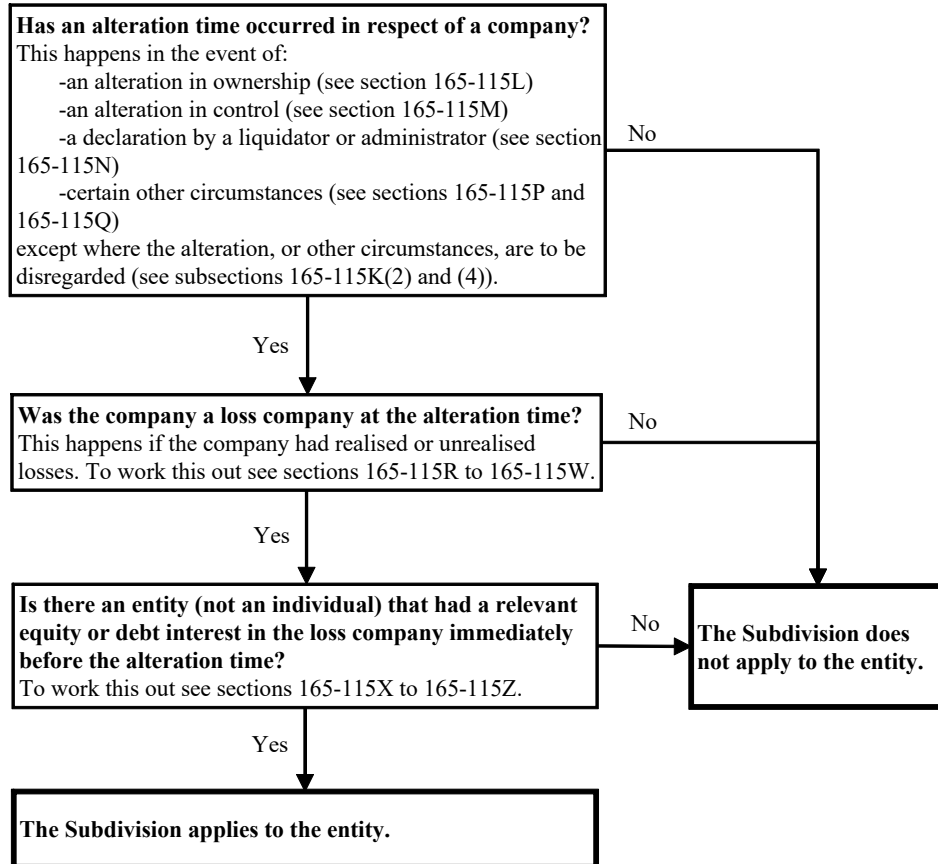 Has an alteration time occurred in respect of a company?
This happens in the event of:
-an alteration in ownership (see section 165-115L)
-an alteration in control (see section 165-115M)
-a declaration by a liquidator or administrator (see section
165-115N)
-certain other circumstances (see sections 165-115P and
165-115Q)
except where the alteration, or other circumstances, are to be
disregarded (see subsections 165-115K(2) and (4)).
No
Yes
Was the company a loss company at the alteration time?
This happens if the company had realised or unrealised
losses. To work this out see sections 165-115R to 165-115W.
No
Yes
Is there an entity (not an individual) that had a relevant
equity or debt interest in the loss company immediately
before the alteration time?
To work this out see sections 165-115X to 165-115Z.
No
The Subdivision does
not apply to the entity.
Yes
The Subdivision applies to the entity.